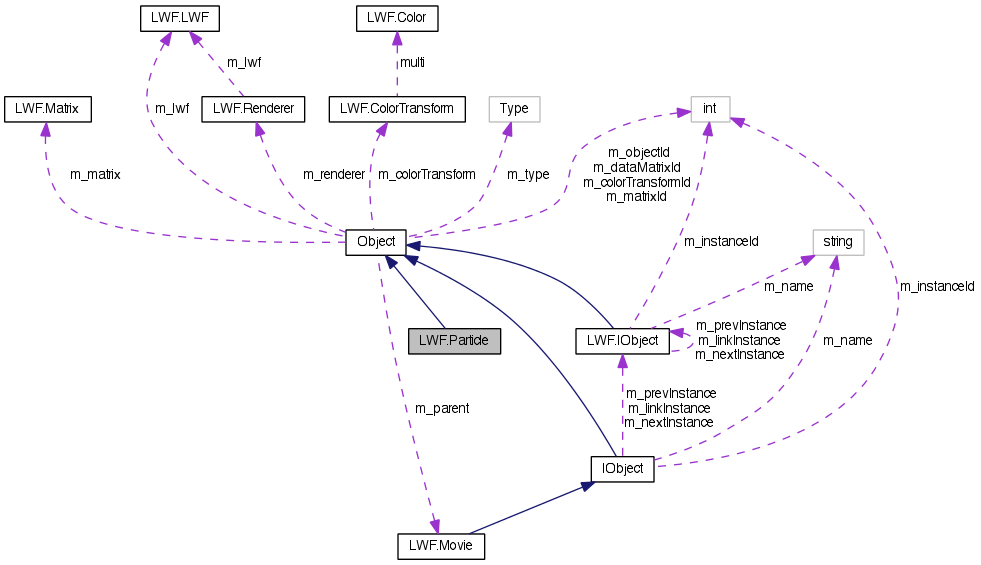 LWF.LWF
LWF.Color
m_lwf
multi
LWF.Matrix
m_lwf
LWF.Renderer
LWF.ColorTransform
Type
int
m_matrix
m_renderer
m_colorTransform
m_type
m_objectId
m_dataMatrixId
m_colorTransformId
m_matrixId
Object
m_instanceId
string
m_name
m_instanceId
LWF.Particle
LWF.IObject
m_prevInstance
m_linkInstance
m_nextInstance
m_name
m_parent
m_prevInstance
m_linkInstance
m_nextInstance
IObject
LWF.Movie